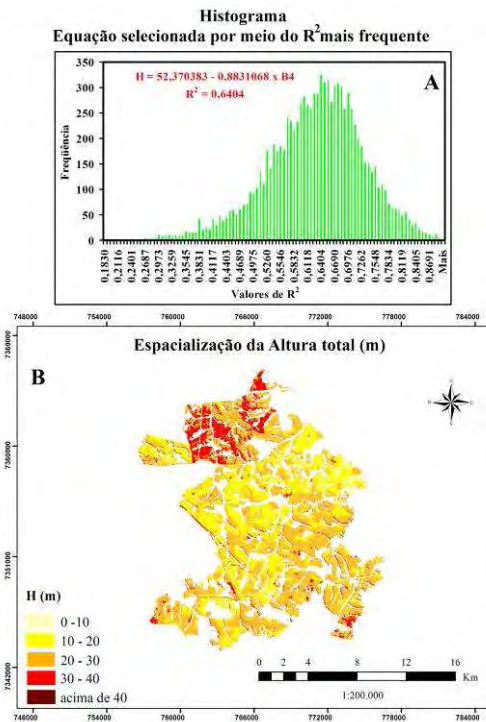 Histograma
Equação selecionada por meio do R² mais frequente
H = 52,370383 - 0,8831068 x B4
R² = 0,6404
A
Freqüência
350
300
250
200
150
100
50
0
0,1830
0,2116
0,2401
0,2687
0,2973
0,3259
0,3545
0,3831
0,4117
0,4403
0,4689
0,4975
0,5260
0,5546
0,5832
0,6118
0,6404
0,6690
0,6976
0,7262
0,7548
0,7834
0,8119
0,8405
0,8691
Mais
Valores de R²
748000 754000 760000 766000 772000 778000 784000
B
Espacialização da Altura total (m)
N
7369000
7360000
7351000
7342000
H (m)
0 -10
10 - 20
20 - 30
30 - 40
acima de 40
0 2 4 8 12 16
Km
1:200.000
748000 754000 760000 766000 772000 778000 784000